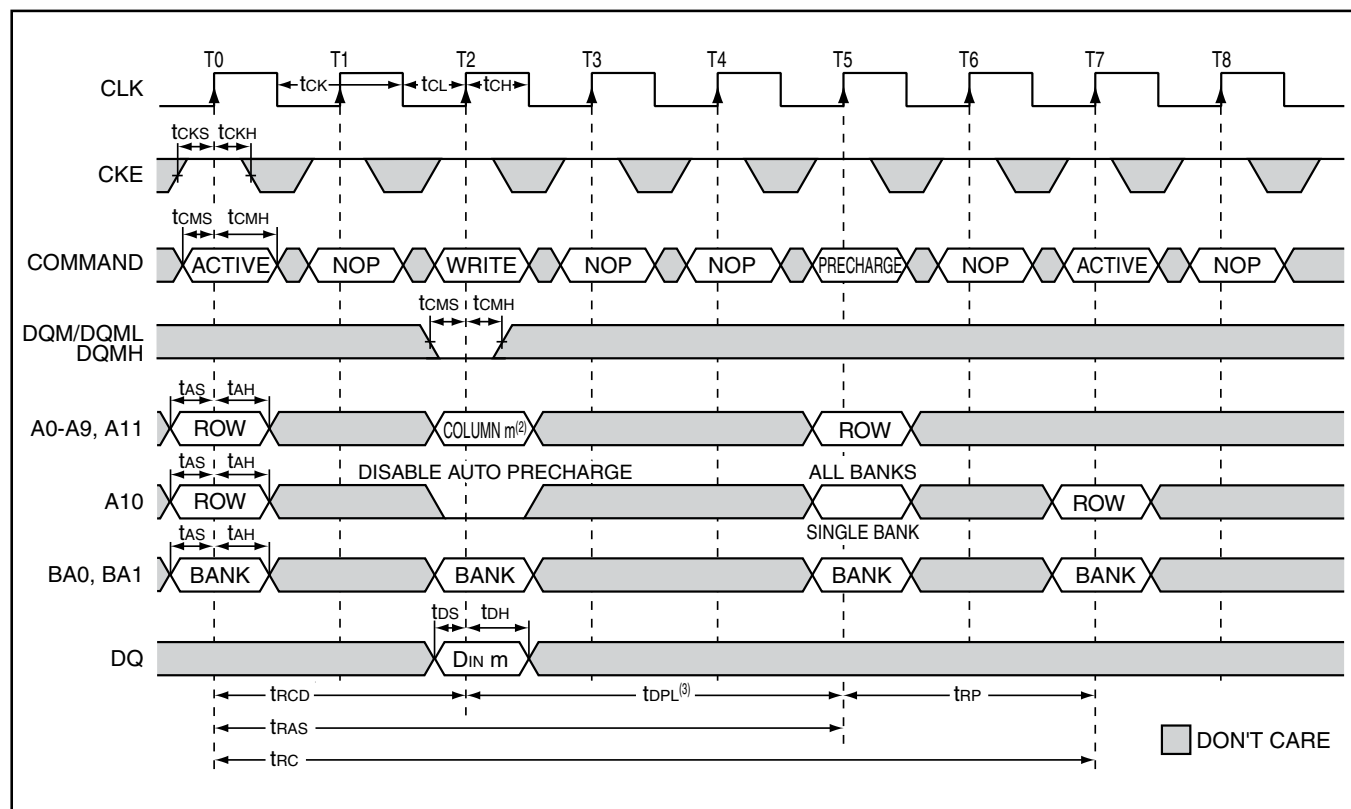 T0 T1 T2 T3 T4 T5 T6 T7 T8
CLK tCK tCL tCH
tCKS tCKH
CKE
tCMS tCMH
COMMAND ACTIVE NOP WRITE NOP NOP PRECHARGE NOP ACTIVE NOP
tCMS tCMH
DQM/DQML
DQMH
tAS tAH
A0-A9, A11 ROW COLUMN m(2) ROW
tAS tAH DISABLE AUTO PRECHARGE ALL BANKS
A10 ROW ROW
tAS tAH SINGLE BANK
BA0, BA1 BANK BANK BANK BANK
tDS tDH
DQ DIN m
tRCD tDPL(3) tRP
tRAS
tRC
DON'T CARE